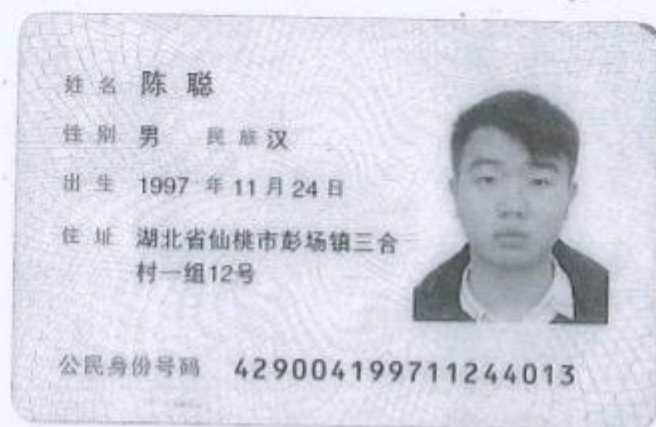 姓名 陈聪
性别 男 民族 汉
出生 1997 年 11 月 24 日
住址 湖北省仙桃市彭场镇三合
村一组12号
公民身份号码 429004199711244013